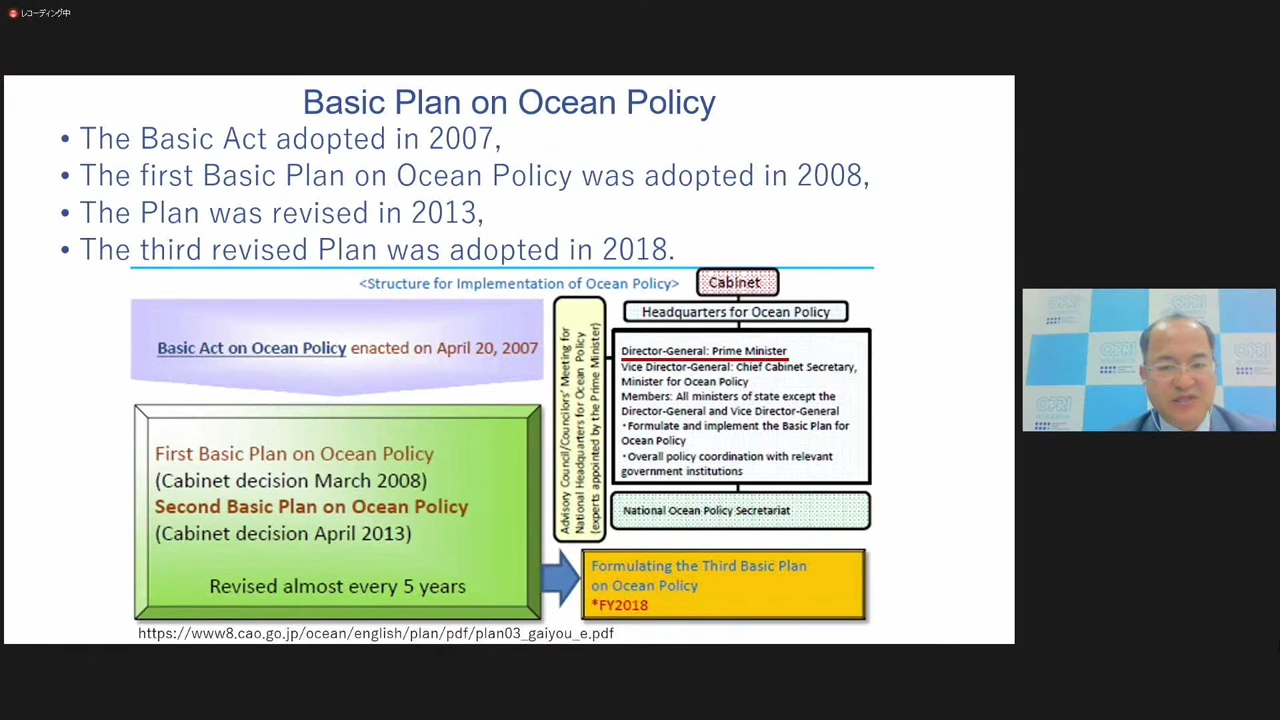 レコーディング中
Basic Plan on Ocean Policy
• The Basic Act adopted in 2007,
• The first Basic Plan on Ocean Policy was adopted in 2008,
• The Plan was revised in 2013,
• The third revised Plan was adopted in 2018.
<Structure for Implementation of Ocean Policy>
Cabinet
Headquarters for Ocean Policy
Basic Act on Ocean Policy enacted on April 20, 2007
Advisory Council/Councilors' Meeting for
National Headquarters for Ocean Policy
(experts appointed by the Prime Minister)
Director-General: Prime Minister
Vice Director-General: Chief Cabinet Secretary,
Minister for Ocean Policy
Members: All ministers of state except the
Director-General and Vice Director-General
・Formulate and implement the Basic Plan for
Ocean Policy
・Overall policy coordination with relevant
government institutions
National Ocean Policy Secretariat
First Basic Plan on Ocean Policy
(Cabinet decision March 2008)
Second Basic Plan on Ocean Policy
(Cabinet decision April 2013)
Revised almost every 5 years
Formulating the Third Basic Plan
on Ocean Policy
*FY2018
https://www8.cao.go.jp/ocean/english/plan/pdf/plan03_gaiyou_e.pdf
OPRI
OPRI